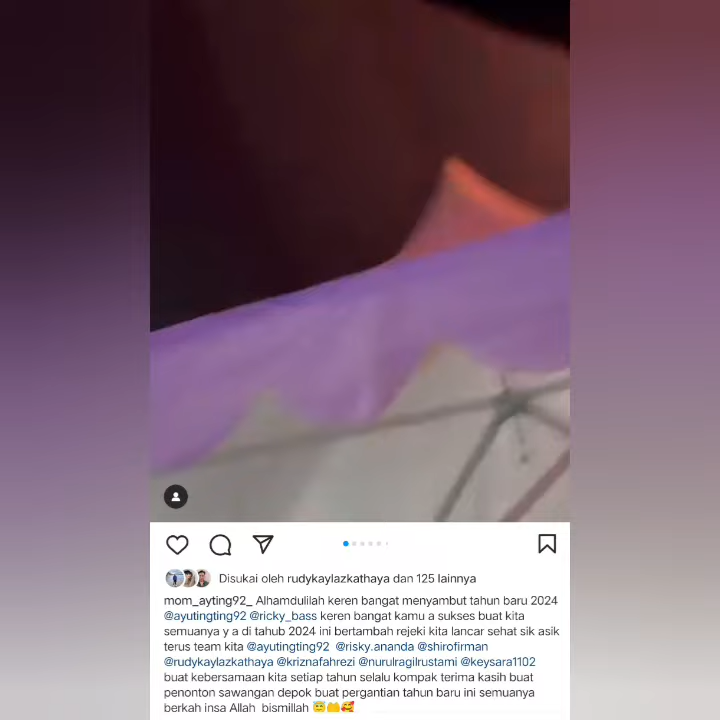 Disukai oleh rudykaylazkathaya dan 125 lainnya
mom_ayting92_ Alhamdulilah keren bangat menyambut tahun baru 2024
@ayutingting92 @ricky_bass keren bangat kamu a sukses buat kita
semuanya y a di tahub 2024 ini bertambah rejeki kita lancar sehat sik asik
terus team kita @ayutingting92 @risky.ananda @shirofirman
@rudykaylazkathaya @kriznafahrezi @nurulragilrustami @keysara1102
buat kebersamaan kita setiap tahun selalu kompak terima kasih buat
penonton sawangan depok buat pergantian tahun baru ini semuanya
berkah insa Allah bismillah 😇🤲🥰